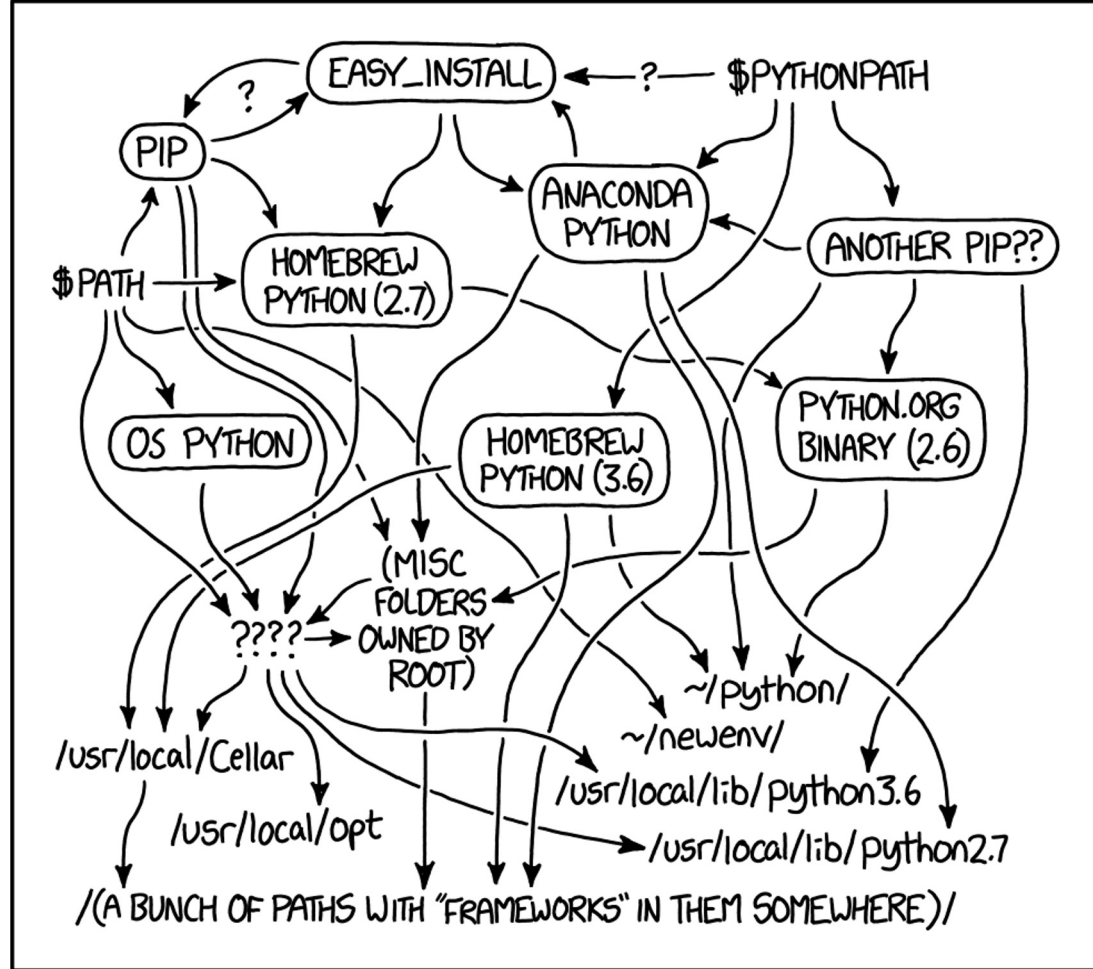 EASY_INSTALL
?
$PYTHONPATH
?
PIP
ANACONDA
PYTHON
ANOTHER PIP??
HOMEBREW
PYTHON (2.7)
$PATH
OS PYTHON
HOMEBREW
PYTHON (3.6)
PYTHON.ORG
BINARY (2.6)
(MISC
FOLDERS
OWNED BY
ROOT)
????
~/python/
~/newenv/
/usr/local/Cellar
/usr/local/lib/python3.6
/usr/local/opt
/usr/local/lib/python2.7
/(A BUNCH OF PATHS WITH "FRAMEWORKS" IN THEM SOMEWHERE)/